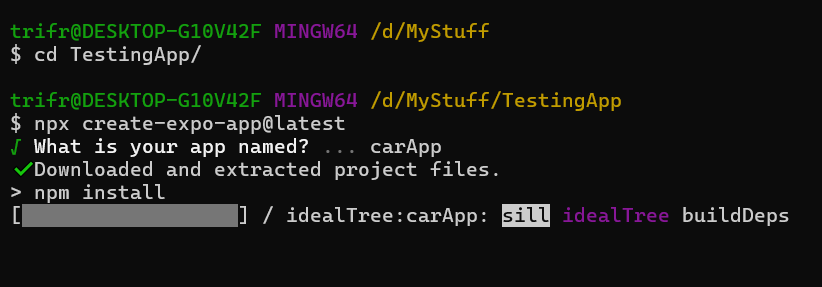 trifr@DESKTOP-G10V42F MINGW64 /d/MyStuff
$ cd TestingApp/
trifr@DESKTOP-G10V42F MINGW64 /d/MyStuff/TestingApp
$ npx create-expo-app@latest
√ What is your app named? ... carApp
✓Downloaded and extracted project files.
> npm install
[                  ] / idealTree:carApp: sill idealTree buildDeps